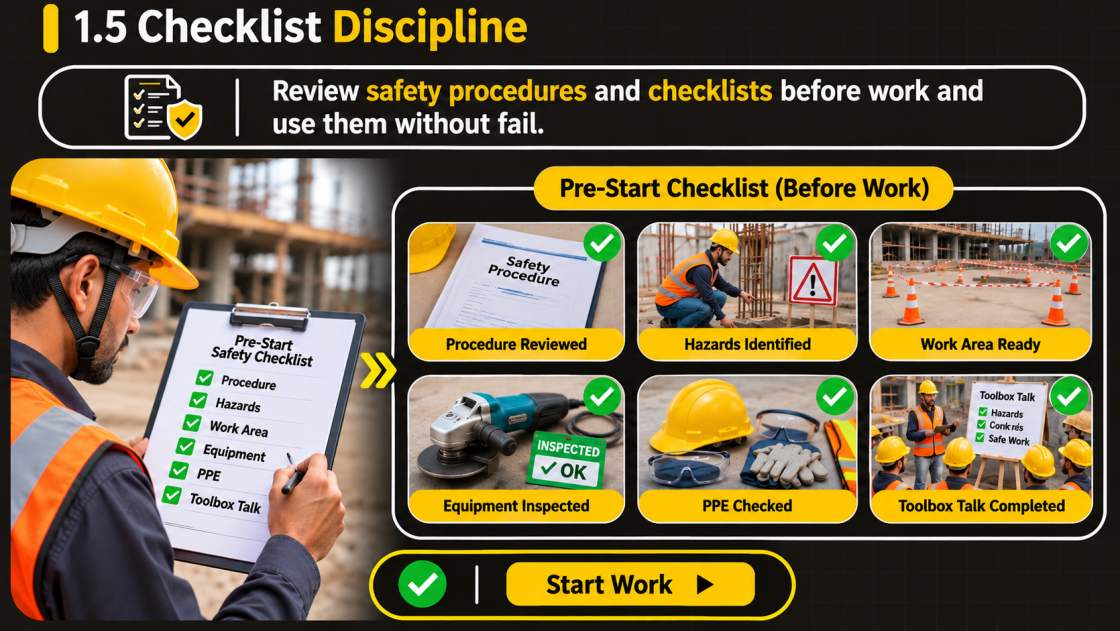 1.5 Checklist Discipline
Review safety procedures and checklists before work and
use them without fail.
Pre-Start
Safety Checklist
Procedure
Hazards
Work Area
Equipment
PPE
Toolbox Talk
Pre-Start Checklist (Before Work)
Safety
Procedure
Procedure Reviewed
Hazards Identified
Work Area Ready
INSPECTED
OK
Equipment Inspected
PPE Checked
Toolbox Talk
Hazards
Safe Work
Toolbox Talk Completed
Start Work